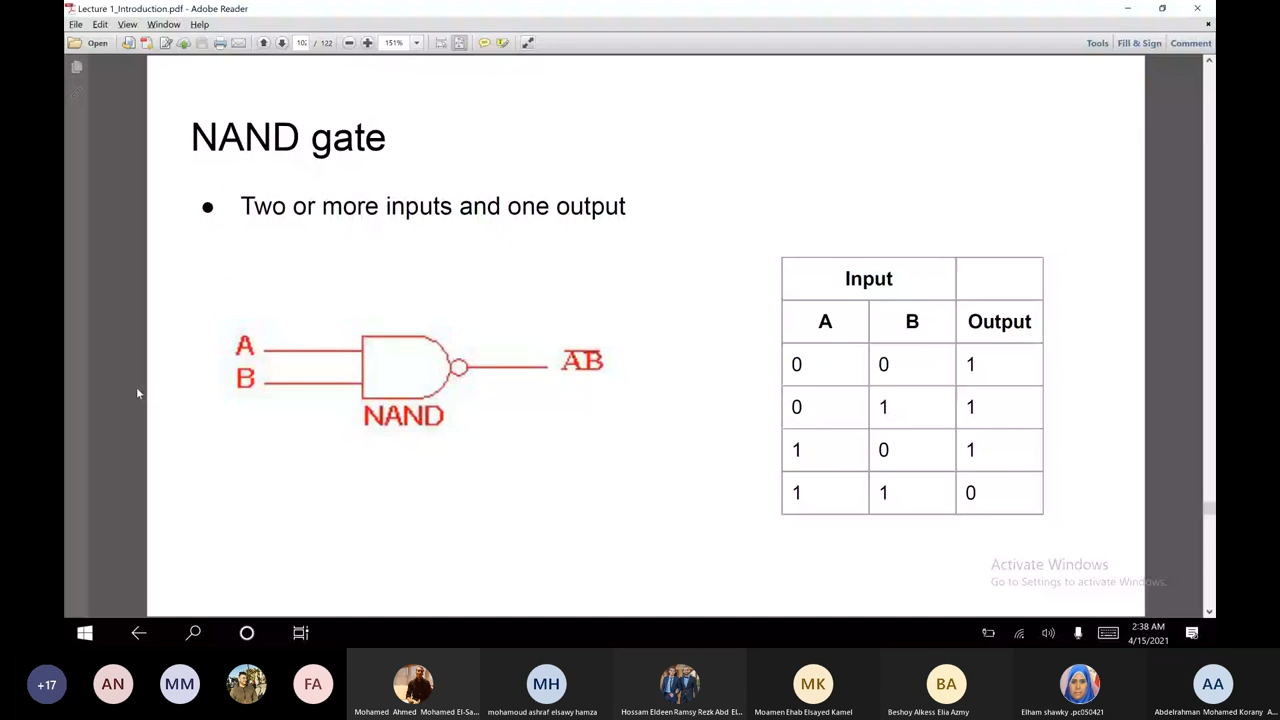 Lecture 1_Introduction.pdf - Adobe Reader
File Edit View Window Help
Open 102 / 122 151% Tools Fill & Sign Comment
NAND gate
● Two or more inputs and one output
Input
A B Output
0 0 1
0 1 1
1 0 1
1 1 0
A
B
A̅B̅
NAND
Activate Windows
Go to Settings to activate Windows.
2:38 AM
4/15/2021
+17 AN MM FA MH MK BA AA
Mohamed Ahmed Mohamed El-Sa... mohamoud ashraf elsawy hamza Hossam Eldeen Ramsy Rezk Abd El... Moamen Ehab Elsayed Kamel Beshoy Alkess Elia Azmy Elham shawky .pc050421 Abdelrahman Mohamed Korany A...